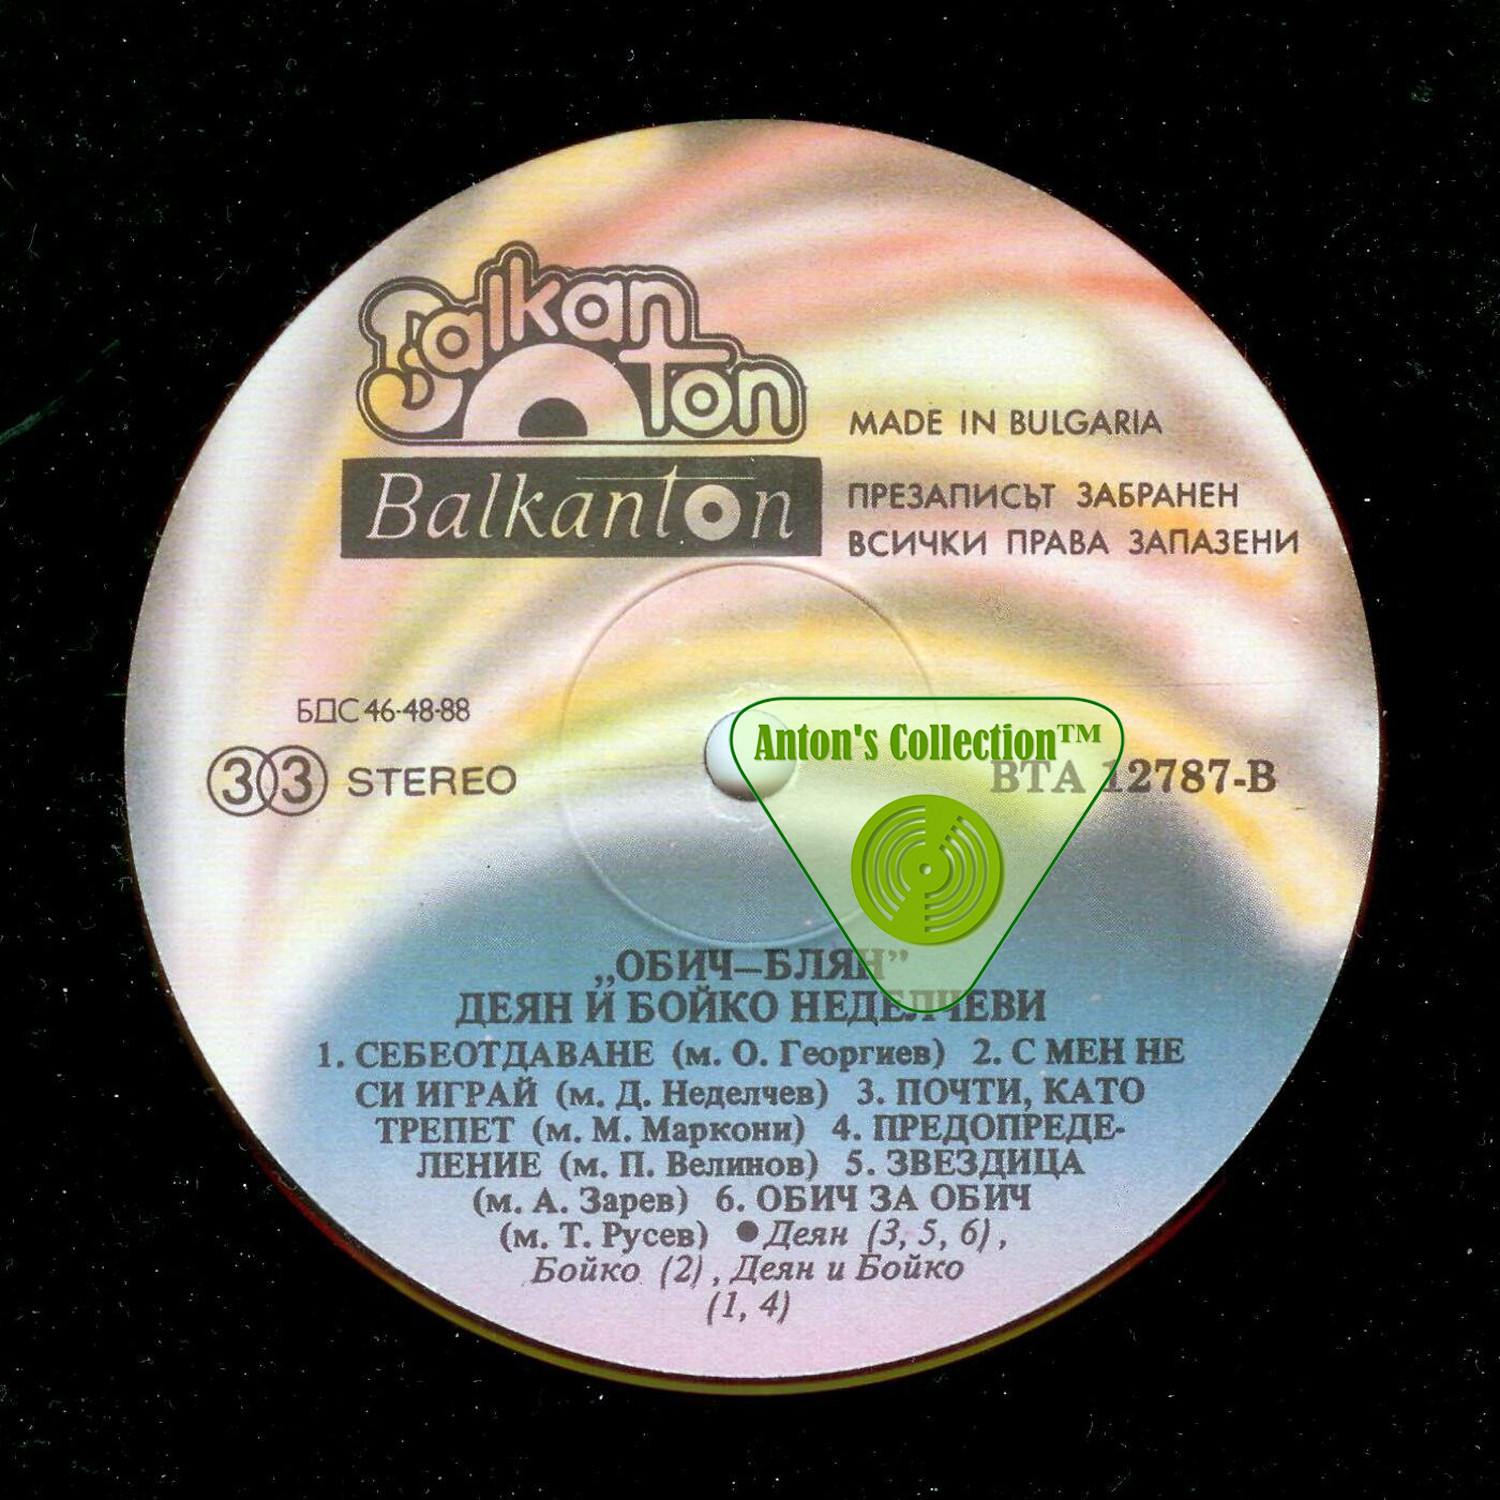 Balkanton
Balkanton
MADE IN BULGARIA
ПРЕЗАПИСЪТ ЗАБРАНЕН
ВСИЧКИ ПРАВА ЗАПАЗЕНИ
БДС 46-48-88
33 STEREO
Anton's Collection™
ВТА 12787-В
„ОБИЧ–БЛЯН”
ДЕЯН И БОЙКО НЕДЕЛЧЕВИ
1. СЕБЕОТДАВАНЕ (м. О. Георгиев) 2. С МЕН НЕ
СИ ИГРАЙ (м. Д. Неделчев) 3. ПОЧТИ, КАТО
ТРЕПЕТ (м. М. Маркони) 4. ПРЕДОПРЕДЕ-
ЛЕНИЕ (м. П. Велинов) 5. ЗВЕЗДИЦА
(м. А. Зарев) 6. ОБИЧ ЗА ОБИЧ
(м. Т. Русев) ● Деян (3, 5, 6),
Бойко (2), Деян и Бойко
(1, 4)